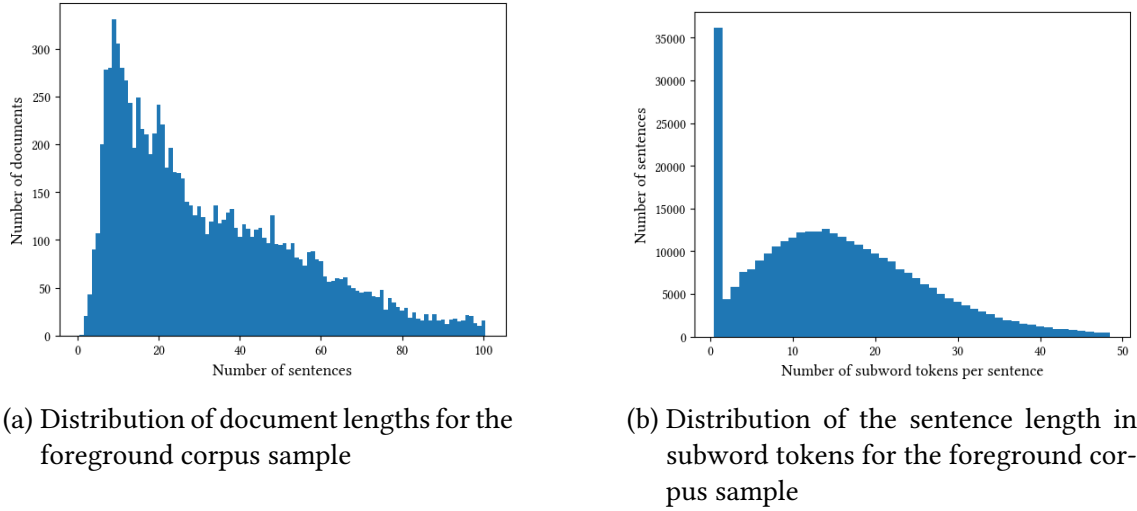 300
250
200
150
100
50
0
Number of documents
0 20 40 60 80 100
Number of sentences
(a) Distribution of document lengths for the
foreground corpus sample
35000
30000
25000
20000
15000
10000
5000
0
Number of sentences
0 10 20 30 40 50
Number of subword tokens per sentence
(b) Distribution of the sentence length in
subword tokens for the foreground cor-
pus sample